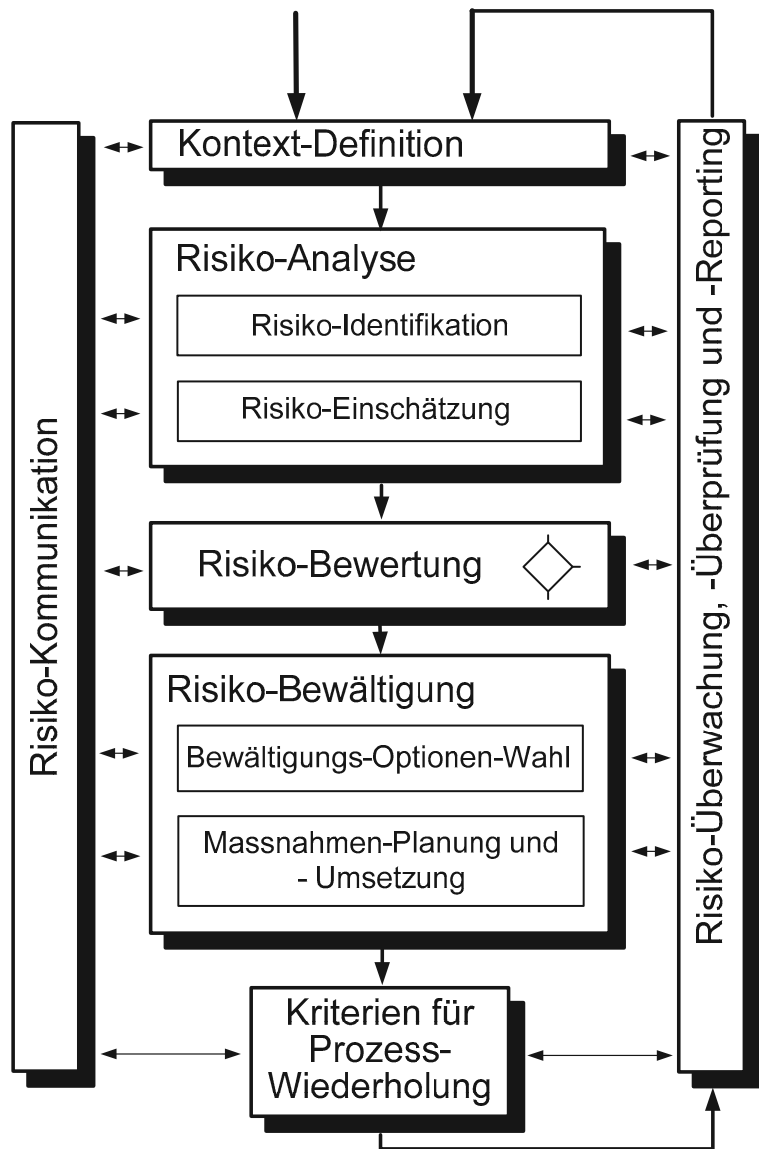 Kontext-Definition
Risiko-Analyse
Risiko-Identifikation
Risiko-Einschätzung
Risiko-Bewertung
Risiko-Bewältigung
Bewältigungs-Optionen-Wahl
Massnahmen-Planung und
- Umsetzung
Kriterien für
Prozess-
Wiederholung
Risiko-Kommunikation
Risiko-Überwachung, -Überprüfung und -Reporting